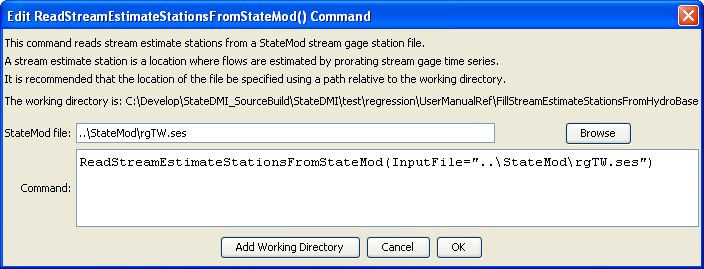 Edit ReadStreamEstimateStationsFromStateMod() Command
This command reads stream estimate stations from a StateMod stream gage station file.
A stream estimate station is a location where flows are estimated by prorating stream gage time series.
It is recommended that the location of the file be specified using a path relative to the working directory.
The working directory is: C:\Develop\StateDMI_SourceBuild\StateDMI\test\regression\UserManualRef\FillStreamEstimateStationsFromHydroBase
StateMod file: ..\StateMod\rgTW.ses Browse
Command: ReadStreamEstimateStationsFromStateMod(InputFile="..\StateMod\rgTW.ses")
Add Working Directory Cancel OK